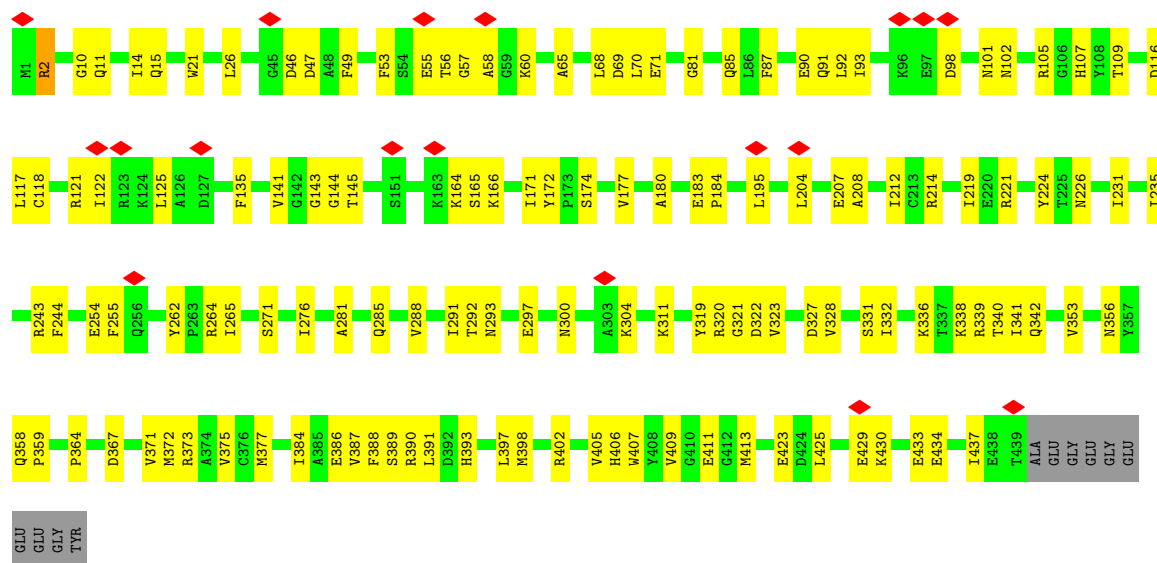 M1 R2 G10 Q11 I14 Q15 W21 L26 G45 D46 D47 A48 F49 F53 S54 E55 T56 G57 A58 G59 K60 A65 L68 D69 L70 E71 G81 Q85 L86 F87 E90 Q91 L92 I93 K96 E97 D98 N101 N102 R105 G106 H107 Y108 T109 D116
L117 C118 R121 I122 R123 K124 L125 A126 D127 F135 V141 G142 G143 G144 T145 S151 K163 K164 S165 K166 I171 Y172 P173 S174 V177 A180 E183 P184 L195 L204 E207 A208 I212 C213 R214 I219 E220 R221 Y224 T225 N226 I231 I235
R243 F244 E254 F255 Q256 Y262 P263 R264 I265 S271 I276 A281 Q285 V288 I291 T292 N293 E297 N300 A303 K304 K311 Y319 R320 G321 D322 V323 D327 V328 S331 I332 K336 T337 K338 R339 T340 I341 Q342 V353 N356 Y357
Q358 P359 P364 D367 V371 M372 R373 A374 V375 C376 M377 I384 A385 E386 V387 F388 S389 R390 L391 D392 H393 L397 M398 R402 V405 H406 W407 Y408 V409 G410 E411 G412 M413 E423 D424 L425 E429 K430 E433 E434 I437 E438 T439 ALA GLU GLY GLU GLY GLU
GLU GLU GLY TYR